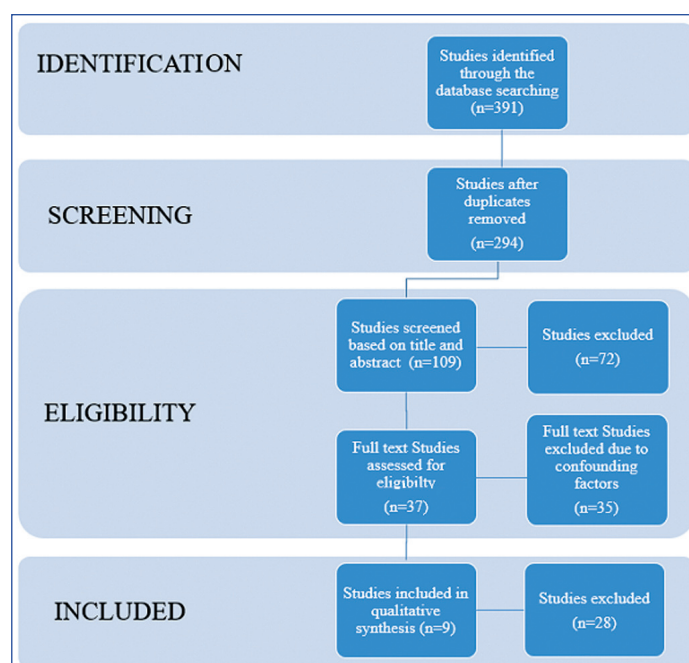 IDENTIFICATION
Studies identified
through the
database searching
(n=391)
SCREENING
Studies after
duplicates
removed
(n=294)
ELIGIBILITY
Studies screened
based on title and
abstract (n=109)
Studies excluded
(n=72)
Full text Studies
assessed for
eligibilty
(n=37)
Full text Studies
excluded due to
confounding
factors
(n=35)
INCLUDED
Studies included in
qualitative
synthesis (n=9)
Studies excluded
(n=28)